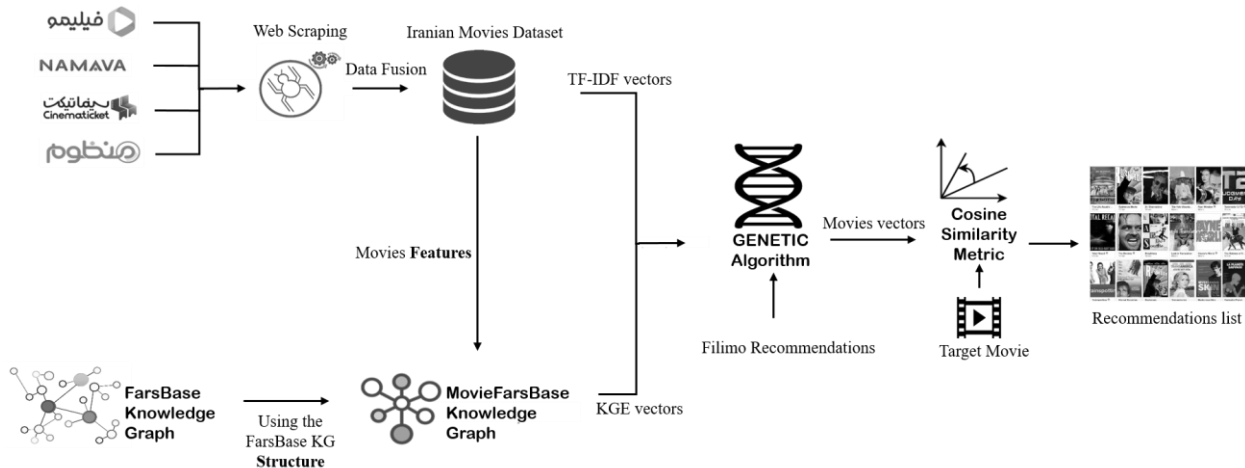 فیلیمو
NAMAVA
سینماتیکت
Cinematicket
منظوم
Web Scraping
Data Fusion
Iranian Movies Dataset
TF-IDF vectors
Movies Features
FarsBase
Knowledge
Graph
Using the
FarsBase KG
Structure
MovieFarsBase
Knowledge
Graph
KGE vectors
GENETIC
Algorithm
Filimo Recommendations
Movies vectors
Cosine
Similarity
Metric
Target Movie
Recommendations list